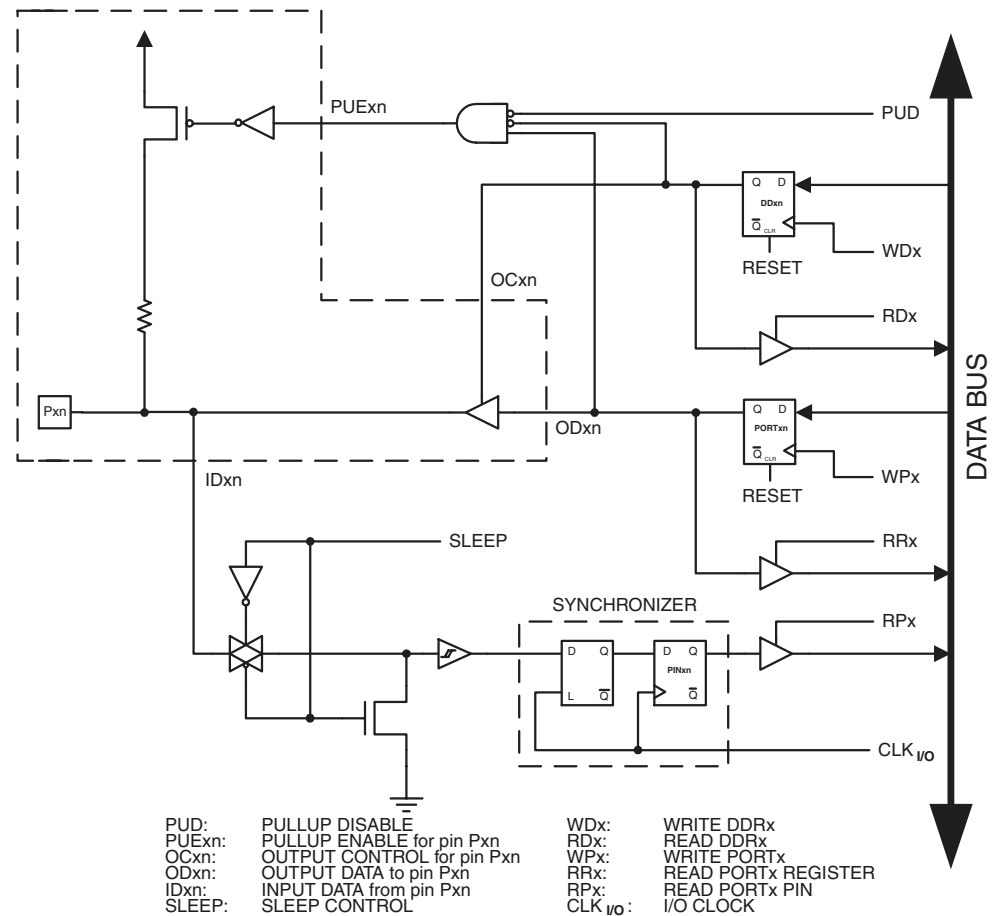 PUExn
PUD
Q D
DDxn
Q CLR
RESET
WDx
OCxn
RDx
Pxn
ODxn
Q D
PORTxn
Q CLR
RESET
WPx
IDxn
DATA BUS
SLEEP
RRx
SYNCHRONIZER
RPx
D Q
L Q
D Q
PINxn
Q
CLK I/O
PUD: PULLUP DISABLE
PUExn: PULLUP ENABLE for pin Pxn
OCxn: OUTPUT CONTROL for pin Pxn
ODxn: OUTPUT DATA to pin Pxn
IDxn: INPUT DATA from pin Pxn
SLEEP: SLEEP CONTROL
WDx: WRITE DDRx
RDx: READ DDRx
WPx: WRITE PORTx
RRx: READ PORTx REGISTER
RPx: READ PORTx PIN
CLK I/O: I/O CLOCK